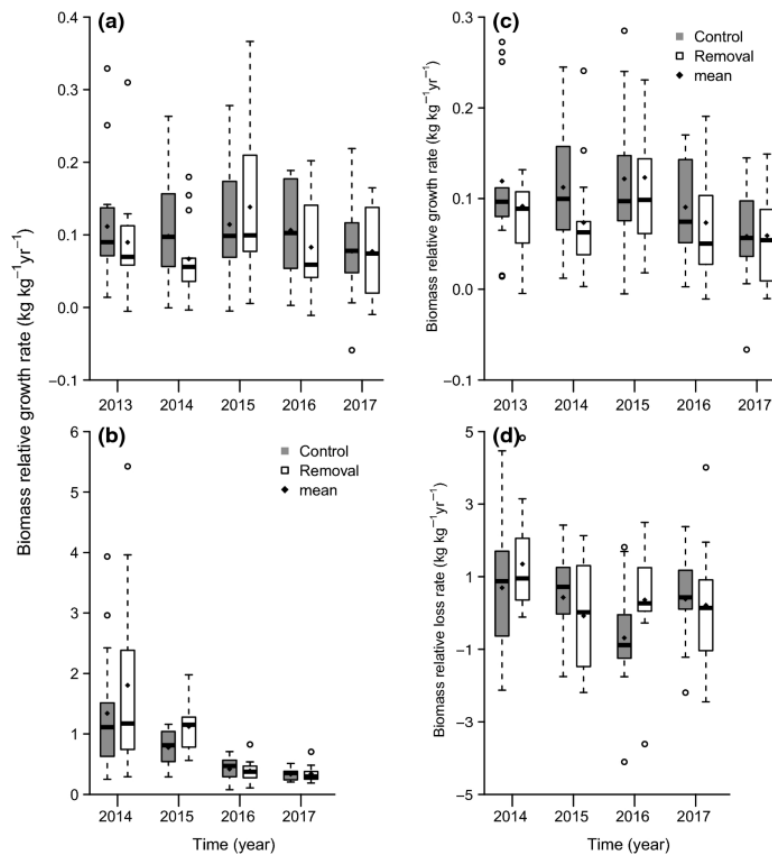 (a)
0.4
0.3
0.2
0.1
0.0
−0.1
2013 2014 2015 2016 2017
Biomass relative growth rate (kg kg⁻¹yr⁻¹)
(b)
Control
Removal
mean
6
5
4
3
2
1
0
2014 2015 2016 2017
Time (year)
(c)
Control
Removal
mean
0.3
0.2
0.1
0.0
−0.1
Biomass relative growth rate (kg kg⁻¹yr⁻¹)
2013 2014 2015 2016 2017
(d)
5
3
1
−1
−3
−5
Biomass relative loss rate (kg kg⁻¹yr⁻¹)
2014 2015 2016 2017
Time (year)